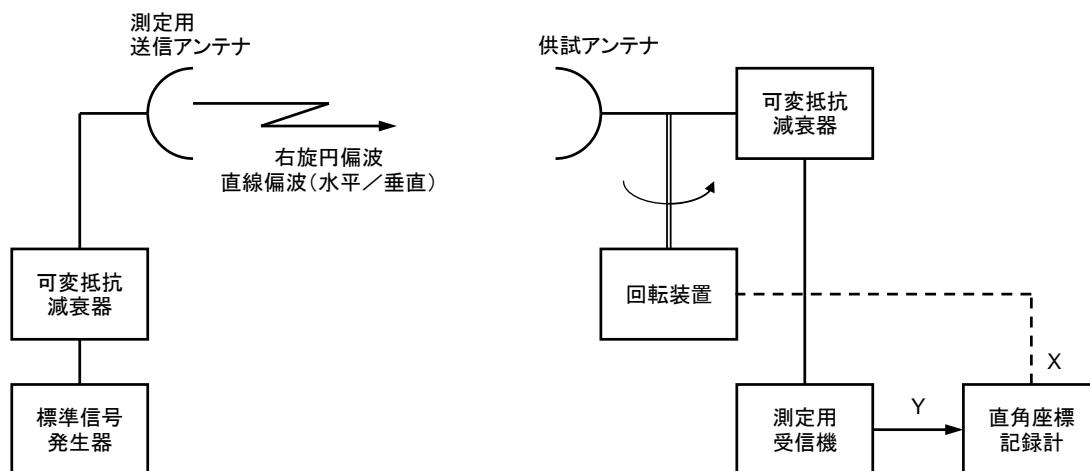 測定用
送信アンテナ
供試アンテナ
可変抵抗
減衰器
右旋円偏波
直線偏波(水平/垂直)
可変抵抗
減衰器
回転装置
X
標準信号
発生器
測定用
受信機
Y
直角座標
記録計